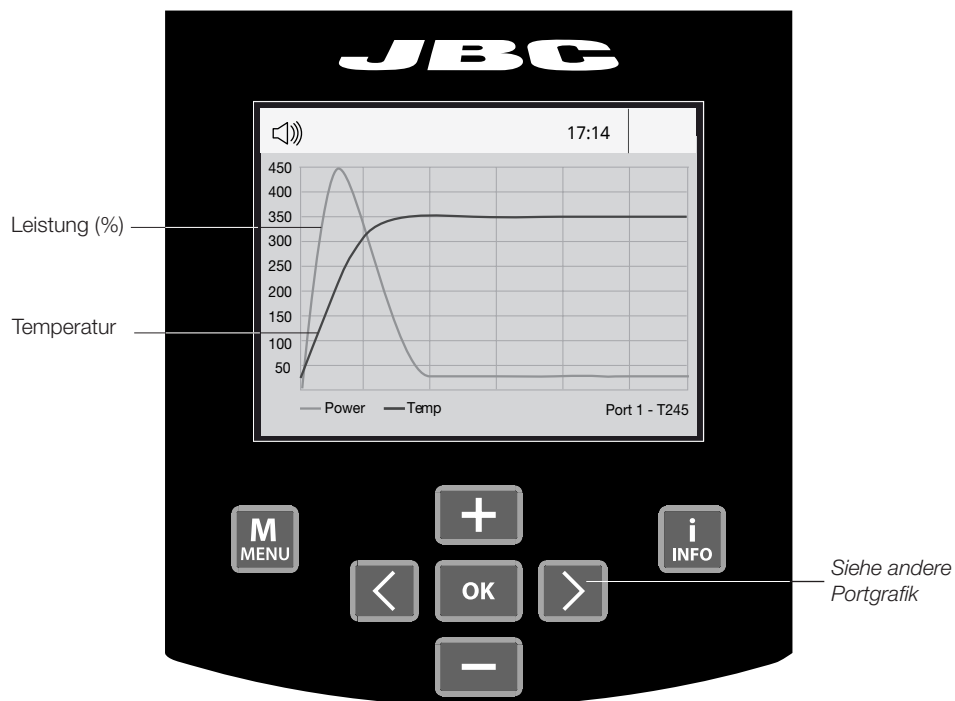 JBC
17:14
450
400
350
300
250
200
150
100
50
Leistung (%)
Temperatur
Power Temp Port 1 - T245
M
MENU
+
i
INFO
<
OK
>
Siehe andere
Portgrafik
−